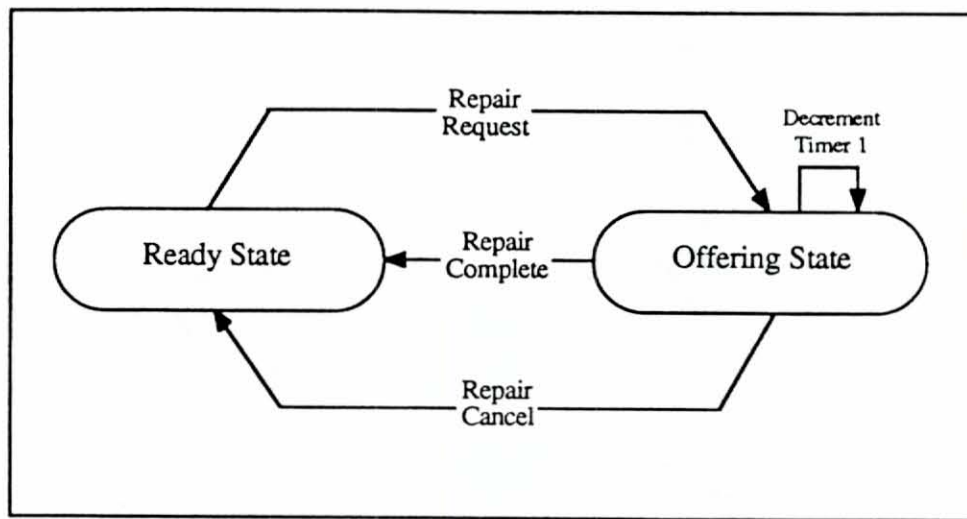 Repair
Request
Decrement
Timer 1
Ready State
Repair
Complete
Offering State
Repair
Cancel